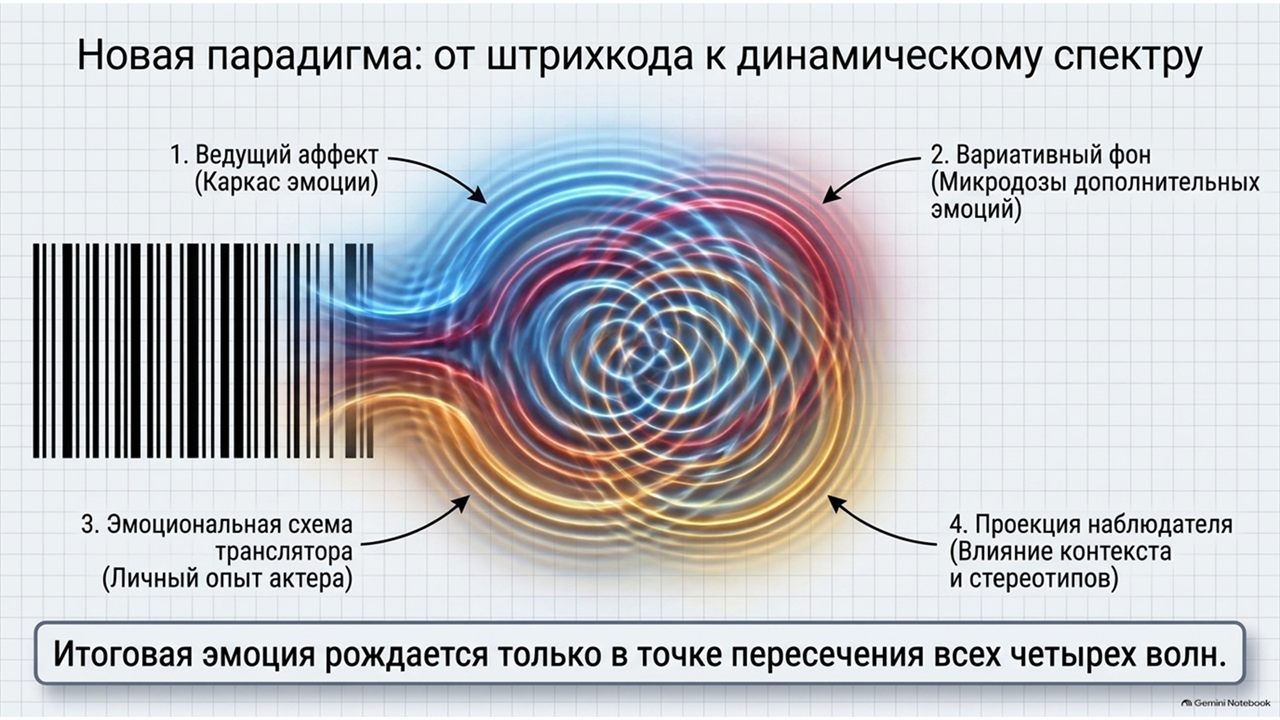 Новая парадигма: от штрихкода к динамическому спектру
1. Ведущий аффект
(Каркас эмоции)
2. Вариативный фон
(Микродозы дополнительных
эмоций)
3. Эмоциональная схема
транслятора
(Личный опыт актера)
4. Проекция наблюдателя
(Влияние контекста
и стереотипов)
Итоговая эмоция рождается только в точке пересечения всех четырех волн.
Gemini Notebook